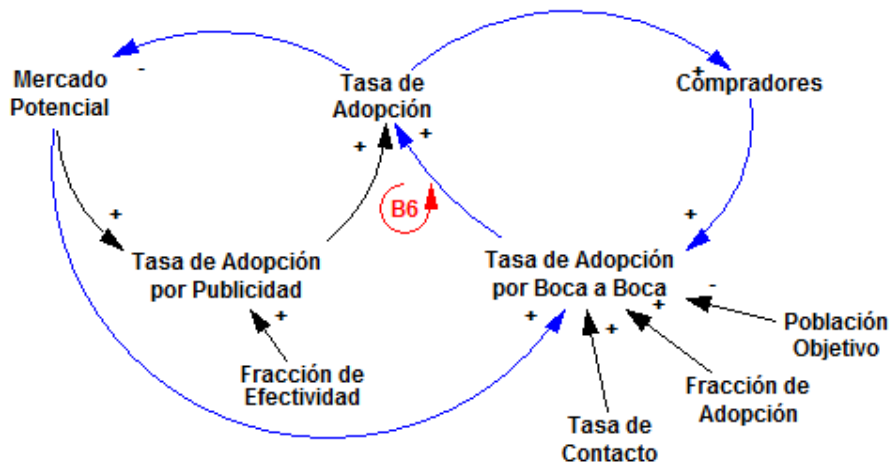 Mercado
Potencial
-
Tasa de
Adopción
+
+
+
Compradores
B6
+
+
Tasa de Adopción
por Publicidad
Tasa de Adopción
por Boca a Boca
-
+
+
+
+
Población
Objetivo
Fracción de
Efectividad
Fracción de
Adopción
Tasa de
Contacto